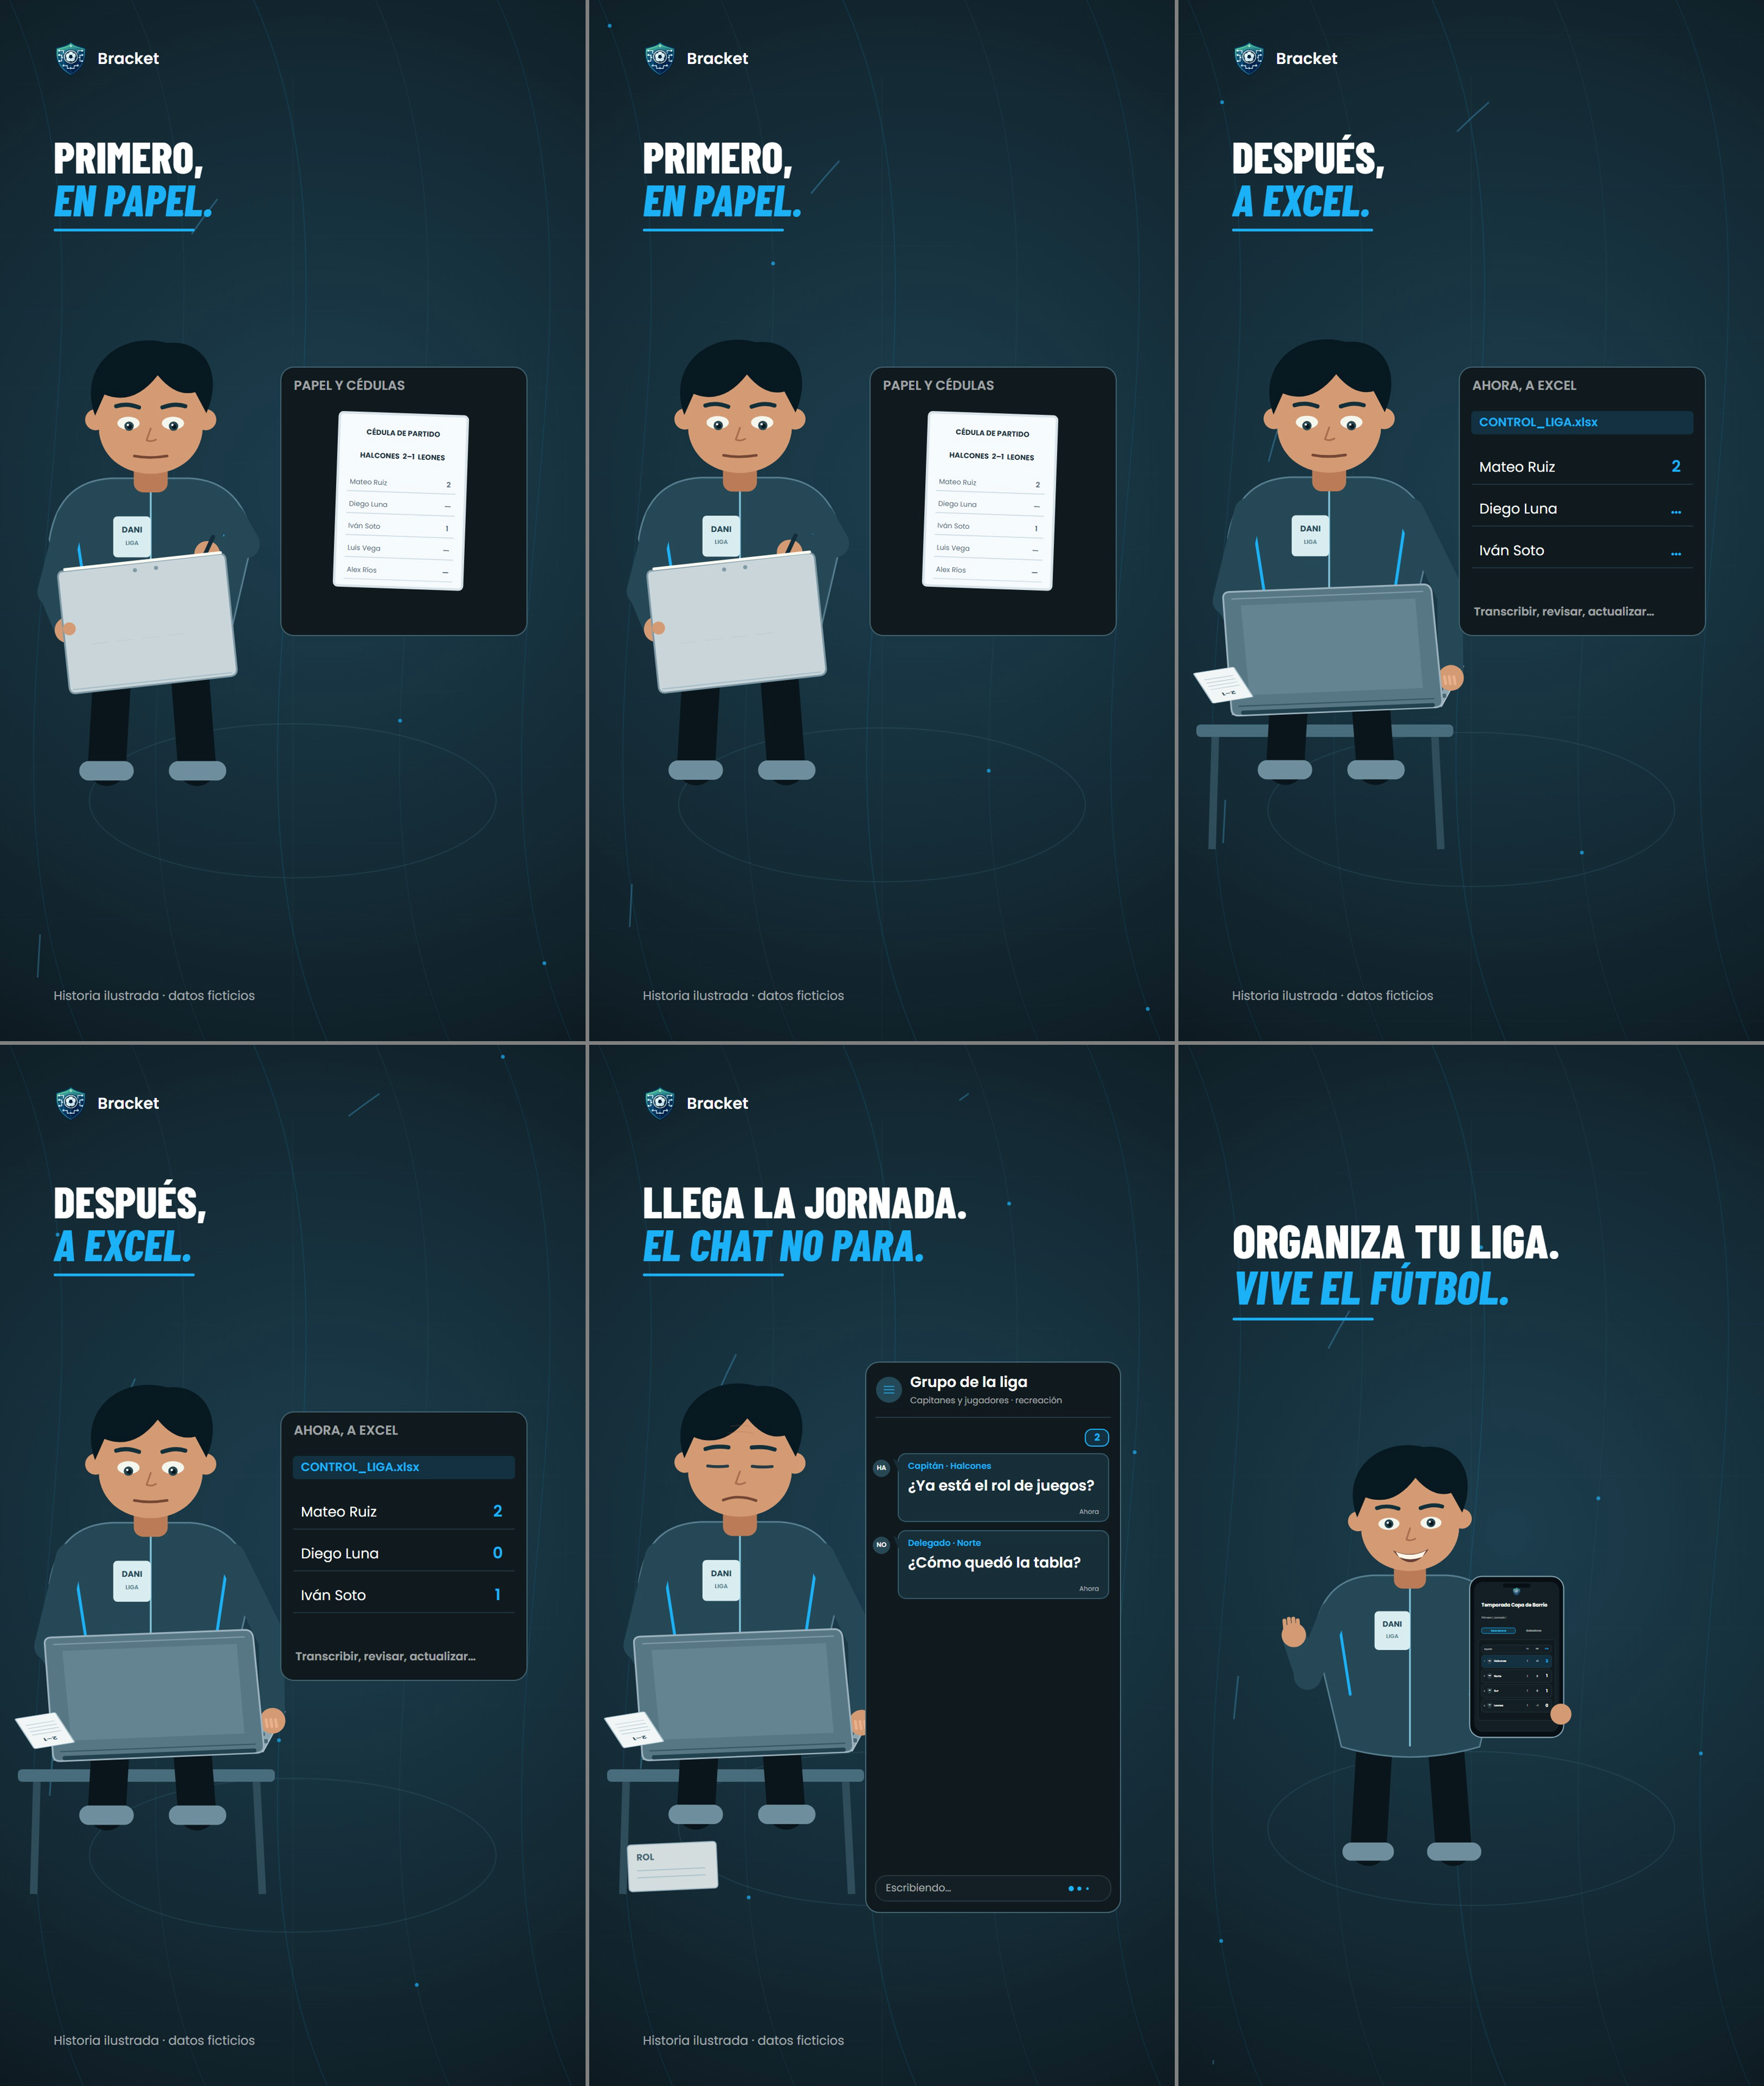 Bracket
PRIMERO,
EN PAPEL.
PAPEL Y CÉDULAS
CÉDULA DE PARTIDO
HALCONES 2–1 LEONES
Mateo Ruiz 2
Diego Luna —
Iván Soto 1
Luis Vega —
Alex Ríos —
DANI
LIGA
Historia ilustrada · datos ficticios
Bracket
PRIMERO,
EN PAPEL.
PAPEL Y CÉDULAS
CÉDULA DE PARTIDO
HALCONES 2–1 LEONES
Mateo Ruiz 2
Diego Luna —
Iván Soto 1
Luis Vega —
Alex Ríos —
DANI
LIGA
Historia ilustrada · datos ficticios
Bracket
DESPUÉS,
A EXCEL.
AHORA, A EXCEL
CONTROL_LIGA.xlsx
Mateo Ruiz 2
Diego Luna ...
Iván Soto ...
Transcribir, revisar, actualizar...
DANI
LIGA
2–1
Historia ilustrada · datos ficticios
Bracket
DESPUÉS,
A EXCEL.
AHORA, A EXCEL
CONTROL_LIGA.xlsx
Mateo Ruiz 2
Diego Luna 0
Iván Soto 1
Transcribir, revisar, actualizar...
DANI
LIGA
2–1
Historia ilustrada · datos ficticios
Bracket
LLEGA LA JORNADA.
EL CHAT NO PARA.
Grupo de la liga
Capitanes y jugadores · recreación
2
HA
Capitán · Halcones
¿Ya está el rol de juegos?
Ahora
NO
Delegado · Norte
¿Cómo quedó la tabla?
Ahora
DANI
LIGA
2–1
ROL
Escribiendo...
Historia ilustrada · datos ficticios
ORGANIZA TU LIGA.
VIVE EL FÚTBOL.
DANI
LIGA
Temporada Copa de Barrio